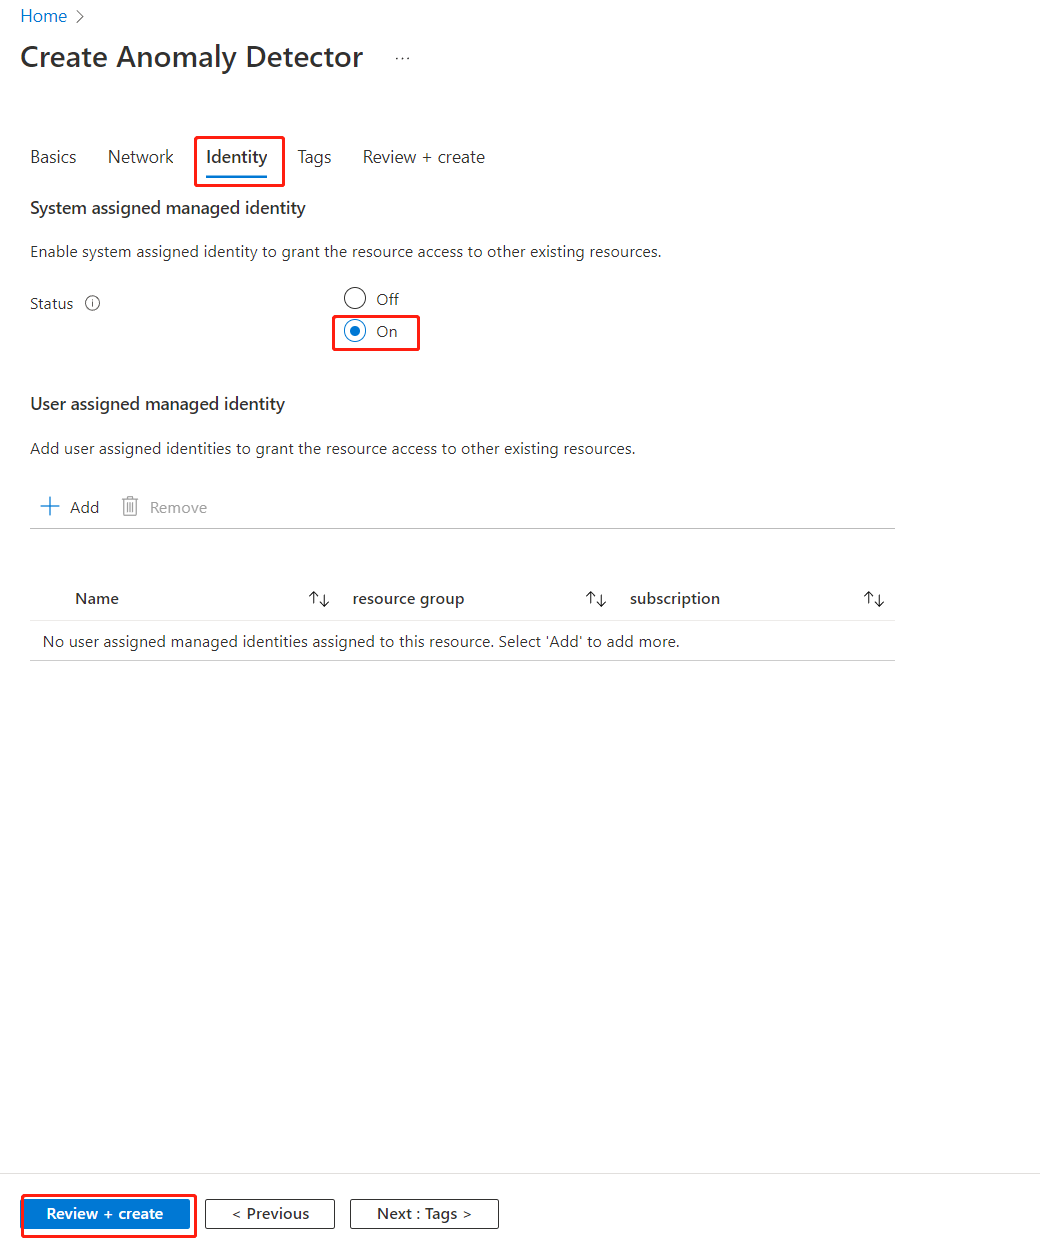 Home
Create Anomaly Detector ...
Basics Network Identity Tags Review + create
System assigned managed identity
Enable system assigned identity to grant the resource access to other existing resources.
Status
Off
On
User assigned managed identity
Add user assigned identities to grant the resource access to other existing resources.
Add Remove
Name resource group subscription
No user assigned managed identities assigned to this resource. Select 'Add' to add more.
Review + create < Previous Next : Tags >